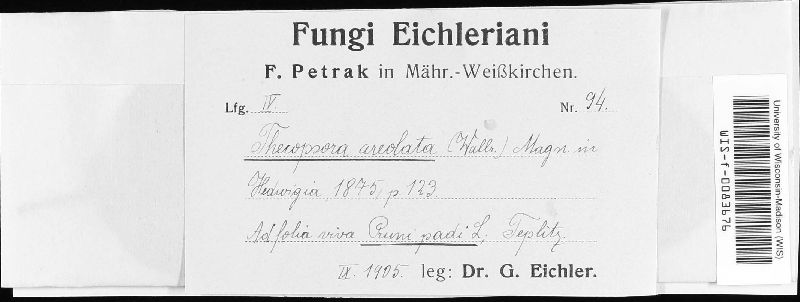 Fungi Eichleriani
F. Petrak in Mähr.-Weißkirchen.
Lfg. IV. Nr. 94.
Thecopsora areolata (Wallr.) Magn in
Hedwigia, 1875, p 123.
Ad folia viva Pruni padi L, Teplitz
IX. 1905. leg: Dr. G. Eichler.
University of Wisconsin-Madison (WIS)
WIS-f-0083676